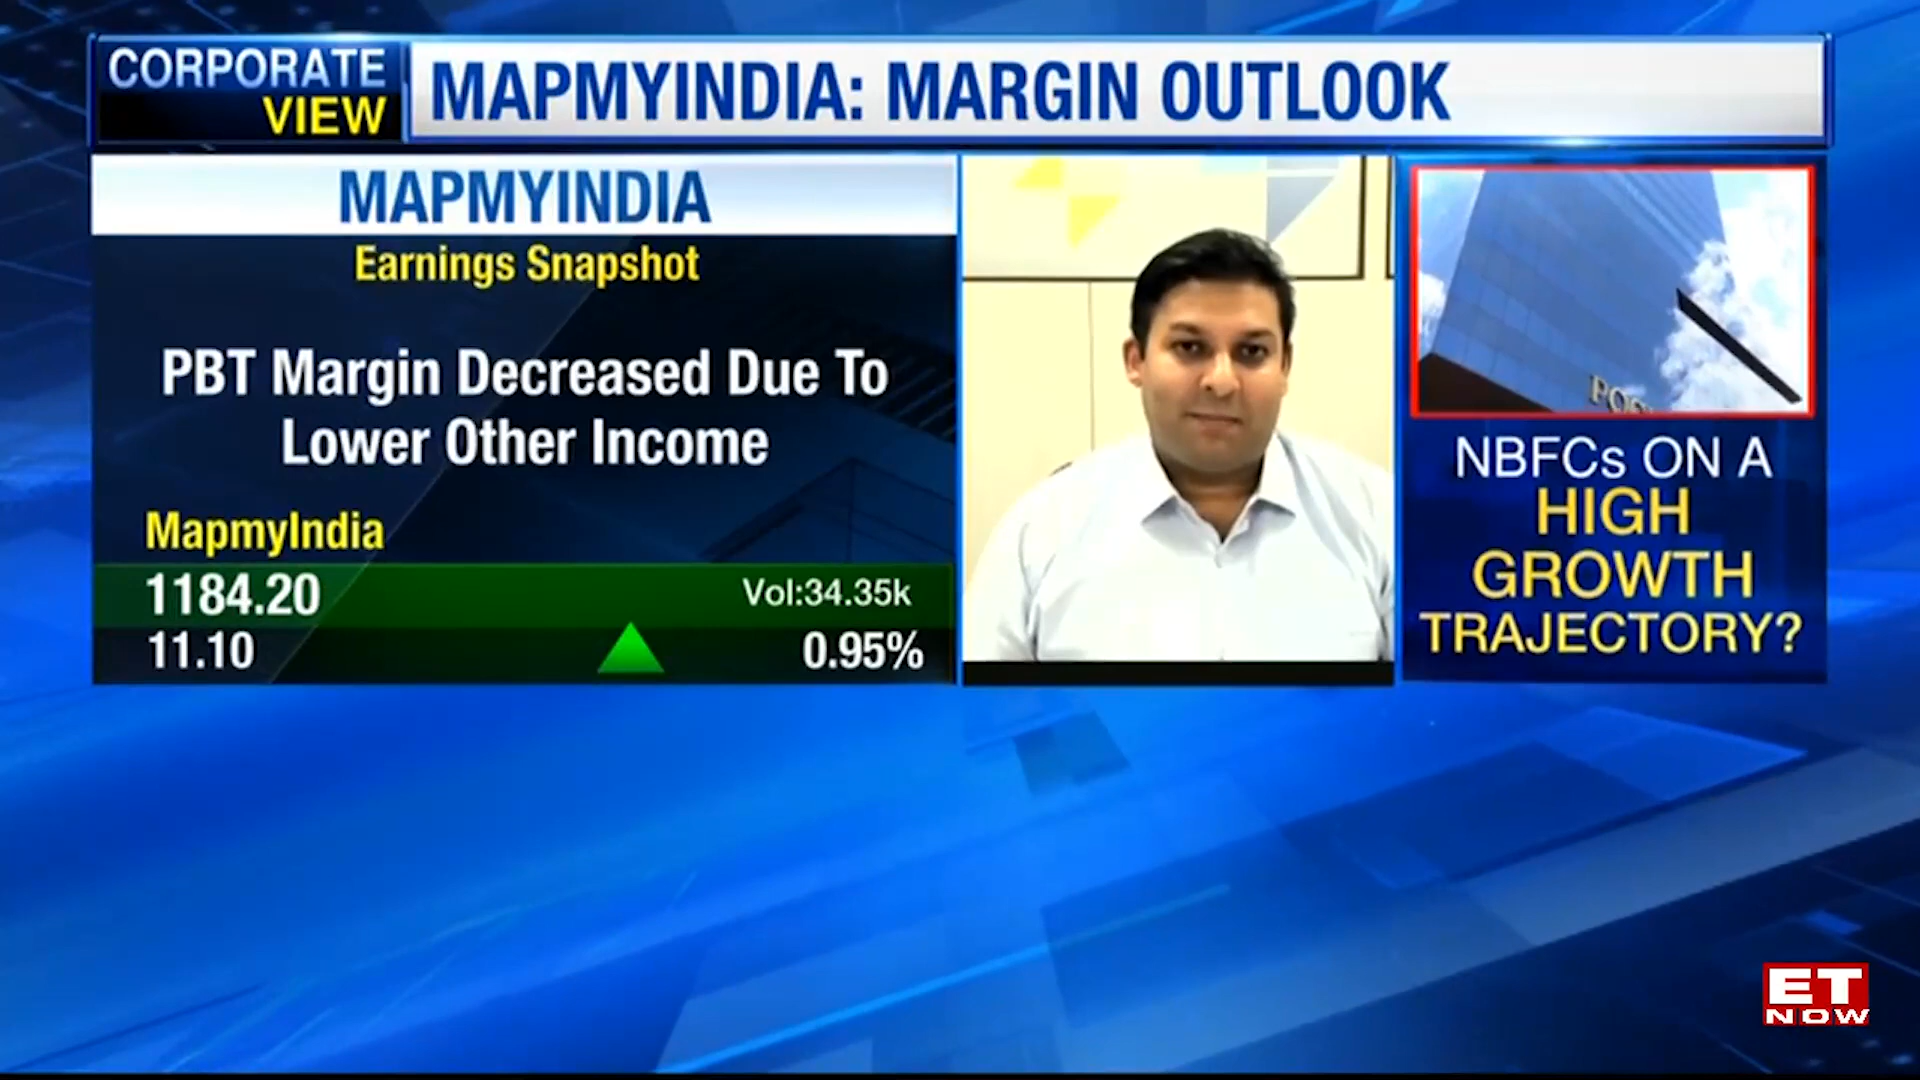 CORPORATE
VIEW
MAPMYINDIA: MARGIN OUTLOOK
MAPMYINDIA
Earnings Snapshot
PBT Margin Decreased Due To
Lower Other Income
MapmyIndia
1184.20
Vol:34.35k
11.10
0.95%
NBFCs ON A
HIGH
GROWTH
TRAJECTORY?
ET
NOW